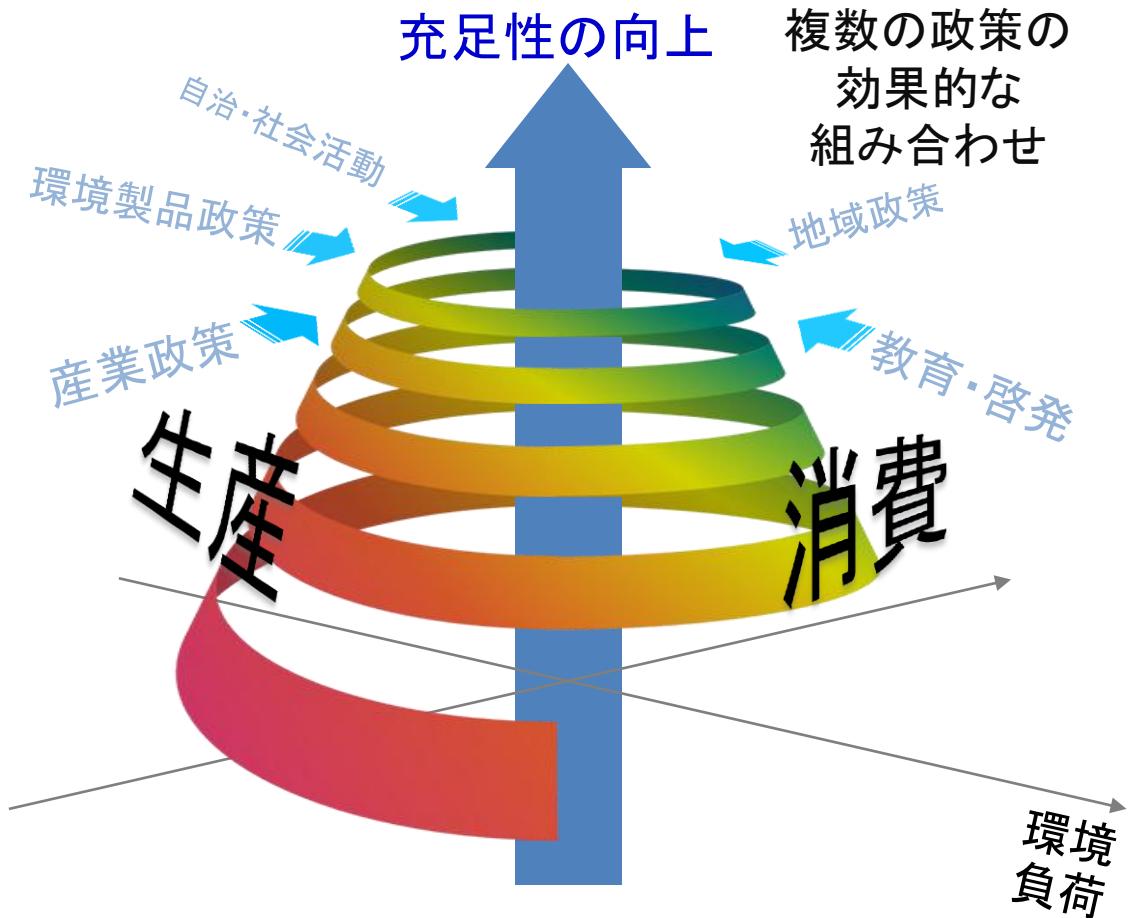 充足性の向上
複数の政策の
効果的な
組み合わせ
自治・社会活動
環境製品政策
地域政策
産業政策
教育・啓発
生産
消費
環境
負荷